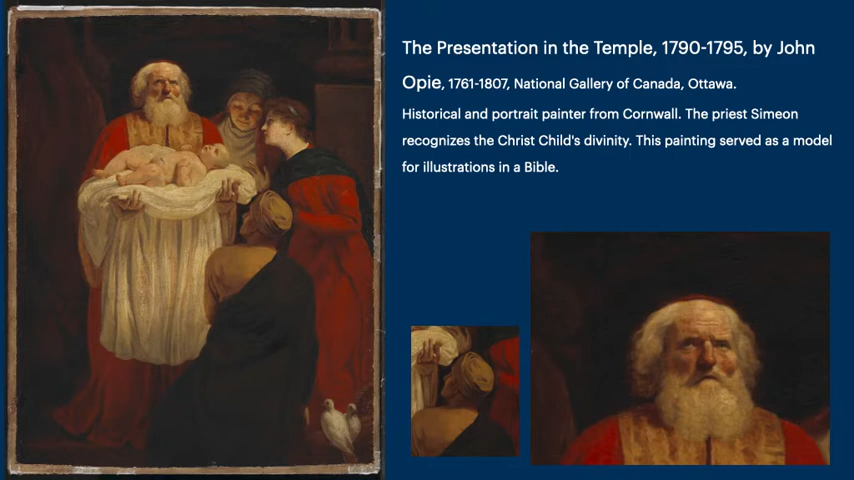 The Presentation in the Temple, 1790-1795, by John
Opie, 1761-1807, National Gallery of Canada, Ottawa.
Historical and portrait painter from Cornwall. The priest Simeon
recognizes the Christ Child's divinity. This painting served as a model
for illustrations in a Bible.